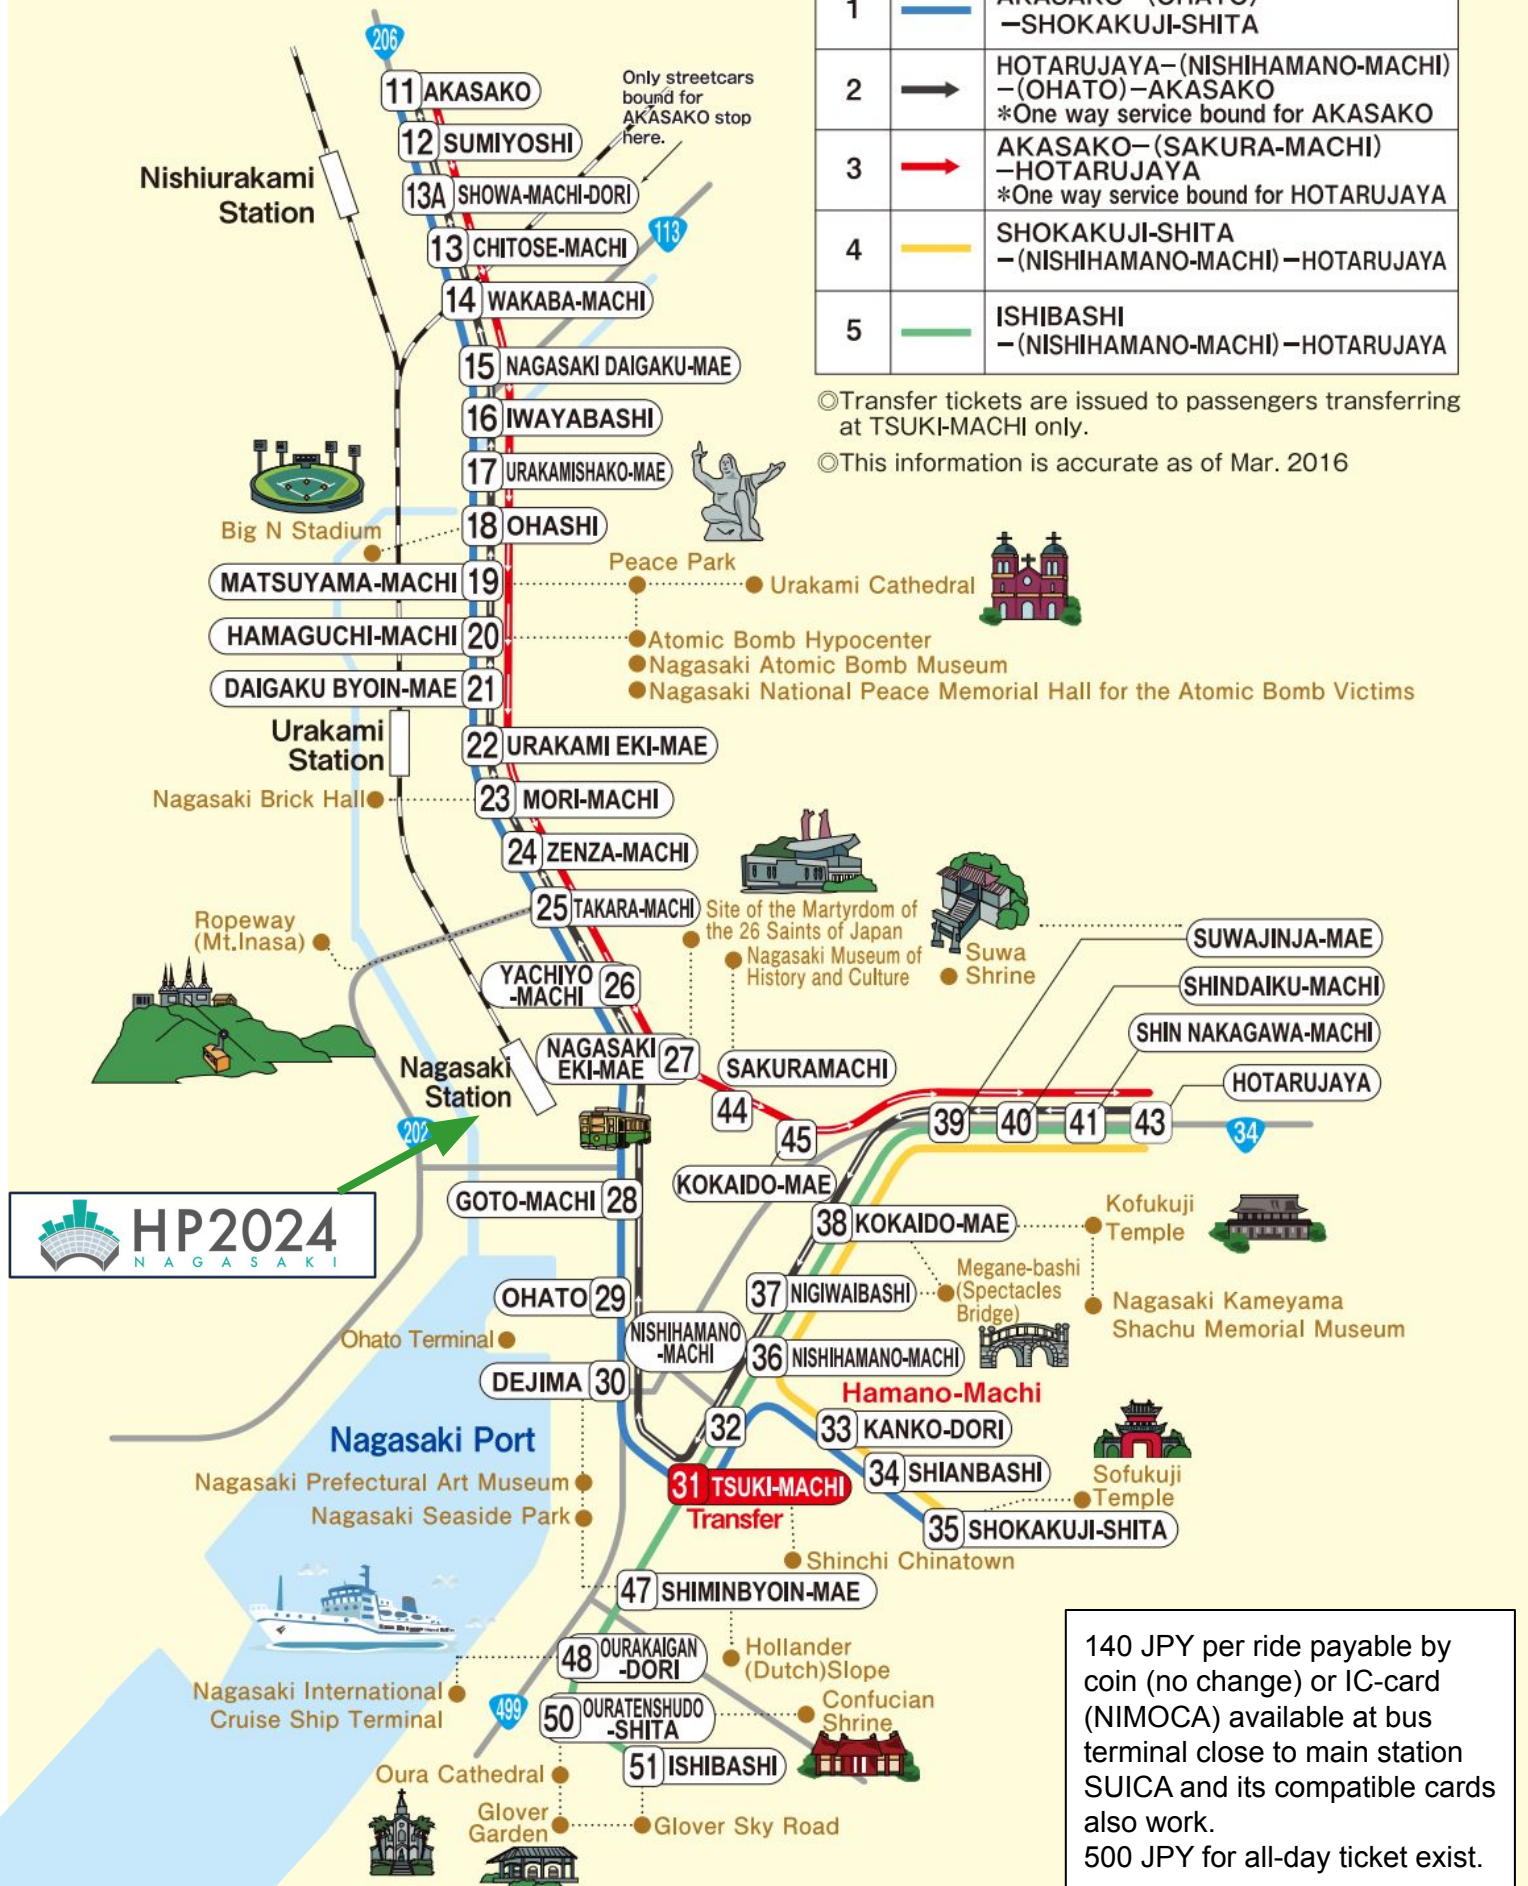 1
AKASAKO-(OHATO)
-SHOKAKUJI-SHITA
2
HOTARUJAYA-(NISHIHAMANO-MACHI)
-(OHATO)-AKASAKO
*One way service bound for AKASAKO
3
AKASAKO-(SAKURA-MACHI)
-HOTARUJAYA
*One way service bound for HOTARUJAYA
4
SHOKAKUJI-SHITA
-(NISHIHAMANO-MACHI)-HOTARUJAYA
5
ISHIBASHI
-(NISHIHAMANO-MACHI)-HOTARUJAYA
◎Transfer tickets are issued to passengers transferring
at TSUKI-MACHI only.
◎This information is accurate as of Mar. 2016
206
11 AKASAKO
Only streetcars
bound for
AKASAKO stop
here.
12 SUMIYOSHI
Nishiurakami
Station
13A SHOWA-MACHI-DORI
113
13 CHITOSE-MACHI
14 WAKABA-MACHI
15 NAGASAKI DAIGAKU-MAE
16 IWAYABASHI
17 URAKAMISHAKO-MAE
Big N Stadium
18 OHASHI
Peace Park
MATSUYAMA-MACHI 19
Urakami Cathedral
HAMAGUCHI-MACHI 20
Atomic Bomb Hypocenter
Nagasaki Atomic Bomb Museum
DAIGAKU BYOIN-MAE 21
Nagasaki National Peace Memorial Hall for the Atomic Bomb Victims
Urakami
Station
22 URAKAMI EKI-MAE
Nagasaki Brick Hall
23 MORI-MACHI
24 ZENZA-MACHI
25 TAKARA-MACHI
Site of the Martyrdom of
the 26 Saints of Japan
Nagasaki Museum of
History and Culture
Ropeway
(Mt.Inasa)
Suwa
Shrine
SUWAJINJA-MAE
SHINDAIKU-MACHI
SHIN NAKAGAWA-MACHI
HOTARUJAYA
YACHIYO
-MACHI 26
NAGASAKI
EKI-MAE 27
Nagasaki
Station
SAKURAMACHI
44
45
39
40
41
43
34
202
KOKAIDO-MAE
HP2024
NAGASAKI
GOTO-MACHI 28
38 KOKAIDO-MAE
Kofukuji
Temple
OHATO 29
37 NIGIWAIBASHI
Megane-bashi
(Spectacles
Bridge)
Nagasaki Kameyama
Shachu Memorial Museum
Ohato Terminal
NISHIHAMANO
-MACHI
36 NISHIHAMANO-MACHI
DEJIMA 30
Hamano-Machi
32
33 KANKO-DORI
Nagasaki Port
34 SHIANBASHI
Sofukuji
Temple
Nagasaki Prefectural Art Museum
31 TSUKI-MACHI
Transfer
Nagasaki Seaside Park
35 SHOKAKUJI-SHITA
Shinchi Chinatown
47 SHIMINBYOIN-MAE
48 OURAKAIGAN
-DORI
Hollander
(Dutch)Slope
Nagasaki International
Cruise Ship Terminal
499
50 OURATENSHUDO
-SHITA
Confucian
Shrine
51 ISHIBASHI
Oura Cathedral
Glover
Garden
Glover Sky Road
140 JPY per ride payable by
coin (no change) or IC-card
(NIMOCA) available at bus
terminal close to main station
SUICA and its compatible cards
also work.
500 JPY for all-day ticket exist.